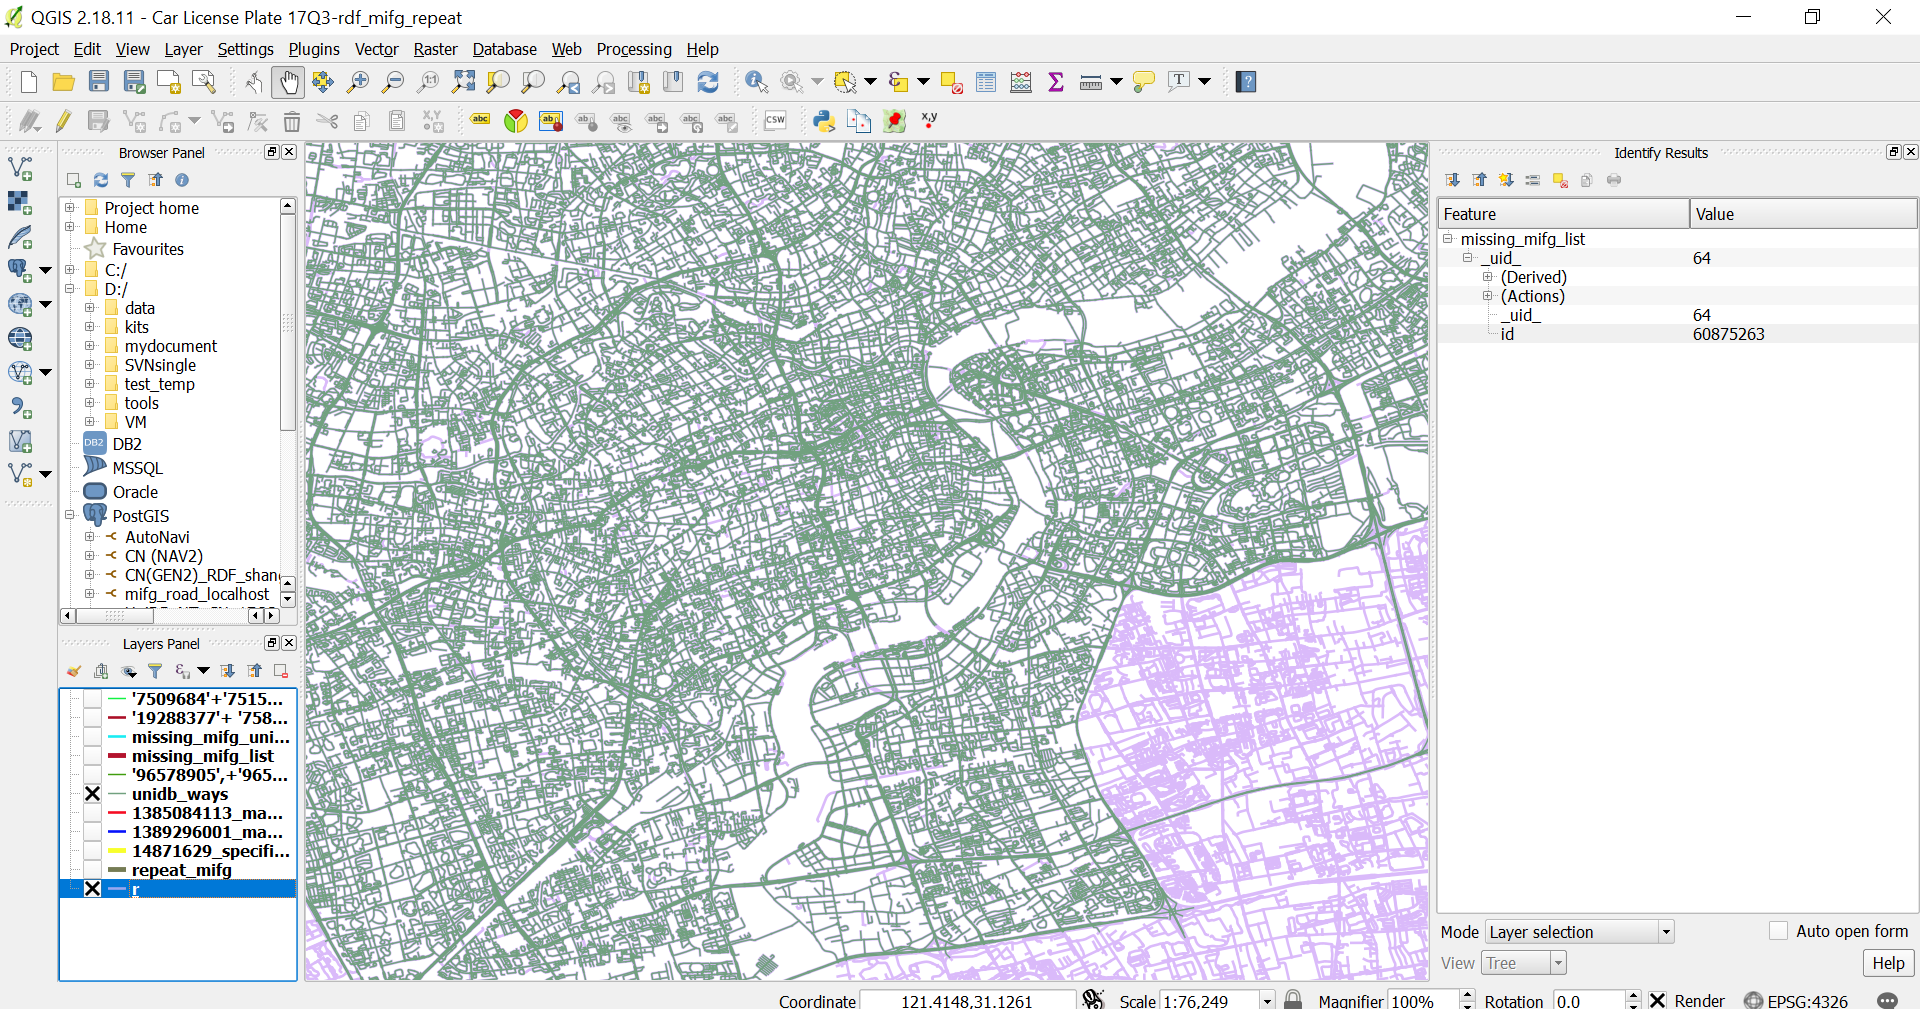 QGIS 2.18.11 - Car License Plate 17Q3-rdf_mifg_repeat
Project Edit View Layer Settings Plugins Vector Raster Database Web Processing Help
Browser Panel
Project home
Home
Favourites
C:/
D:/
data
kits
mydocument
SVNsingle
test_temp
tools
VM
DB2
MSSQL
Oracle
PostGIS
AutoNavi
CN (NAV2)
CN(GEN2)_RDF_shan
mifg_road_localhost
Layers Panel
'7509684'+'7515...
'19288377'+ '758...
missing_mifg_uni...
missing_mifg_list
'96578905',+'965...
unidb_ways
1385084113_ma...
1389296001_ma...
14871629_specifi...
repeat_mifg
r
Identify Results
Feature Value
missing_mifg_list
_uid_ 64
(Derived)
(Actions)
_uid_ 64
id 60875263
Mode Layer selection Auto open form
View Tree Help
Coordinate 121.4148,31.1261 Scale 1:76,249 Magnifier 100% Rotation 0.0 Render EPSG:4326